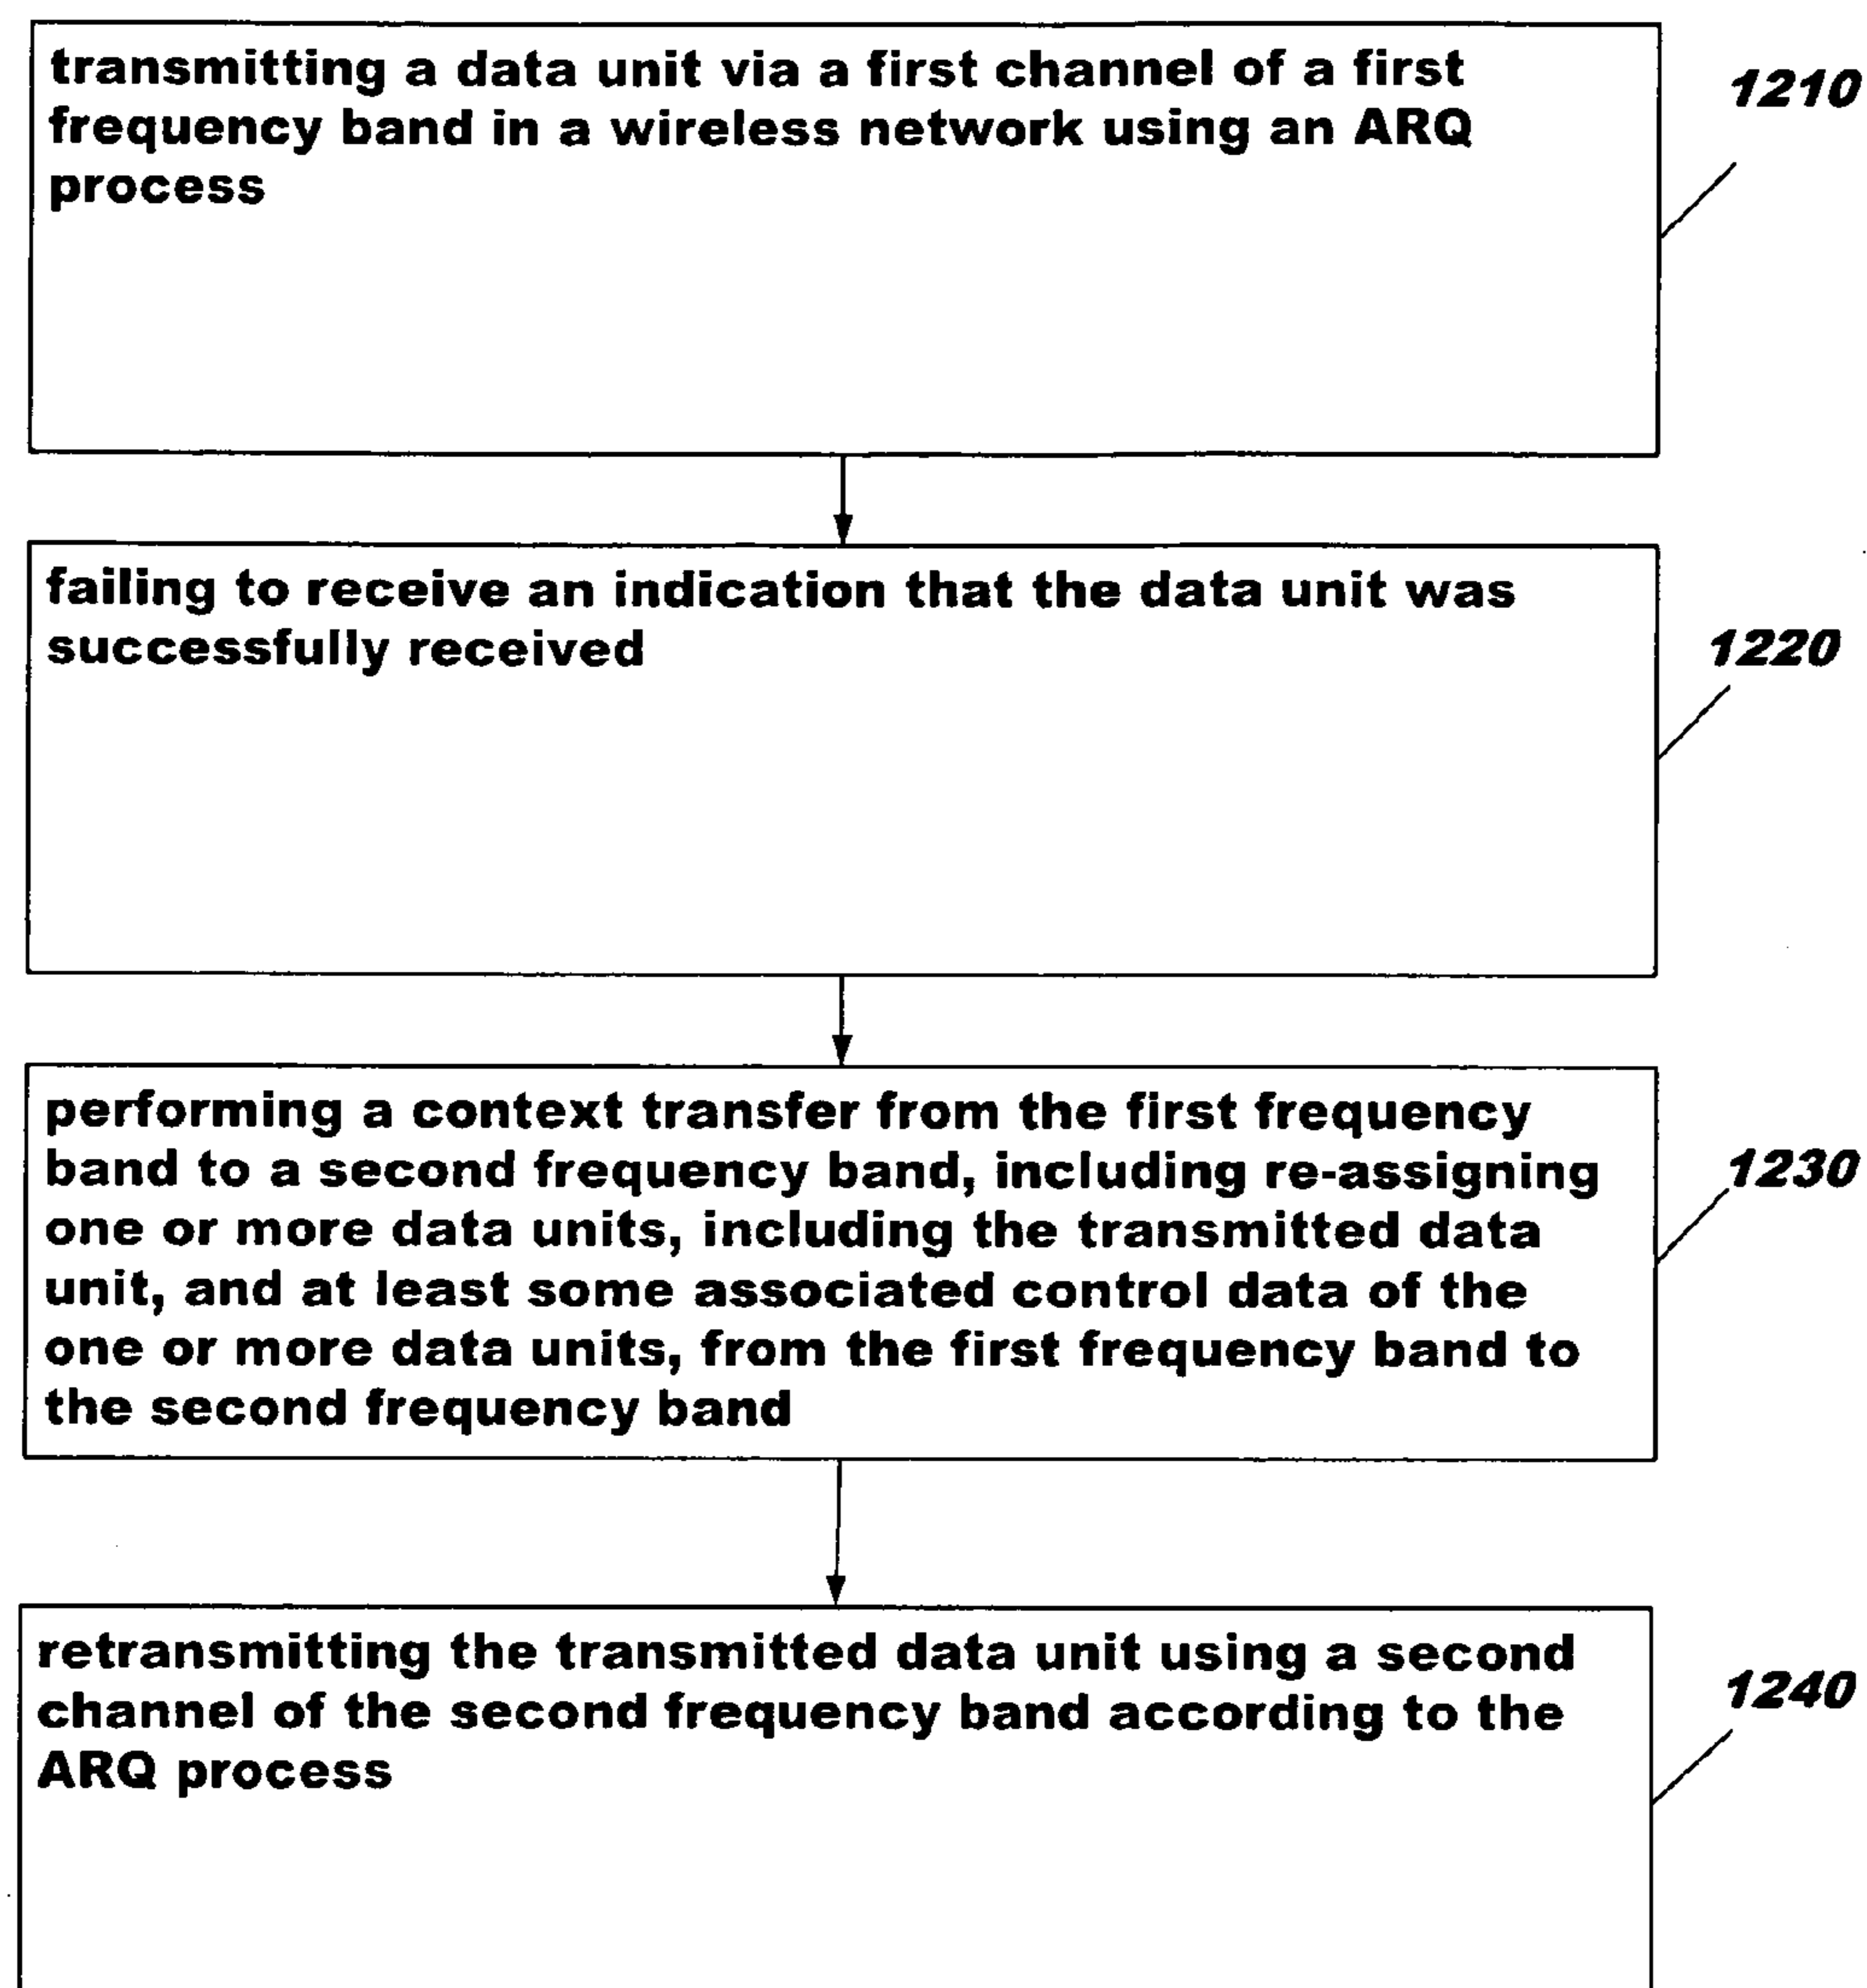 transmitting a data unit via a first channel of a first
frequency band in a wireless network using an ARQ
process
1210
failing to receive an indication that the data unit was
successfully received
1220
performing a context transfer from the first frequency
band to a second frequency band, including re-assigning
one or more data units, including the transmitted data
unit, and at least some associated control data of the
one or more data units, from the first frequency band to
the second frequency band
1230
retransmitting the transmitted data unit using a second
channel of the second frequency band according to the
ARQ process
1240